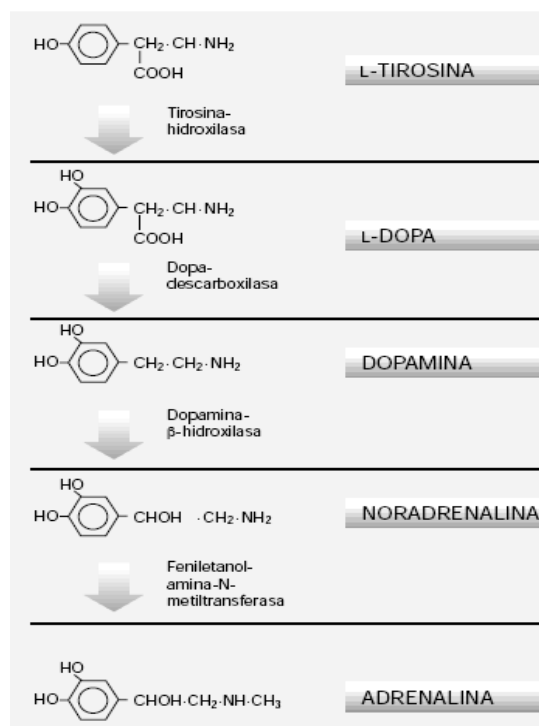 HO CH₂·CH·NH₂
COOH
L-TIROSINA
Tirosina-
hidroxilasa
HO
HO CH₂·CH·NH₂
COOH
L-DOPA
Dopa-
descarboxilasa
HO
HO CH₂·CH₂·NH₂
DOPAMINA
Dopamina-
β-hidroxilasa
HO
HO CHOH ·CH₂·NH₂
NORADRENALINA
Feniletanol-
amina-N-
metiltransferasa
HO
HO CHOH·CH₂·NH·CH₃
ADRENALINA